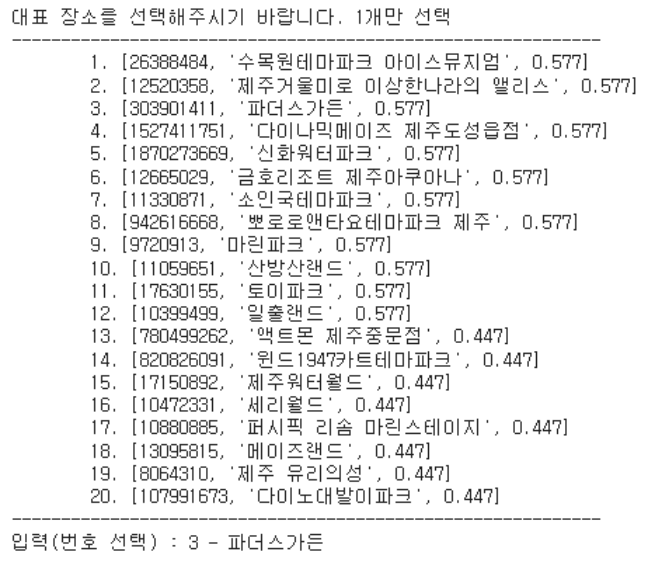 대표 장소를 선택해주시기 바랍니다. 1개만 선택
------------------------------------------------------------
1. [26388484, '수목원테마파크 아이스뮤지엄', 0.577]
2. [12520358, '제주거울미로 이상한나라의 앨리스', 0.577]
3. [303901411, '파더스가든', 0.577]
4. [1527411751, '다이나믹메이즈 제주도성읍점', 0.577]
5. [1870273669, '신화워터파크', 0.577]
6. [12665029, '금호리조트 제주아쿠아나', 0.577]
7. [11330871, '소인국테마파크', 0.577]
8. [942616668, '뽀로로앤타요테마파크 제주', 0.577]
9. [9720913, '마린파크', 0.577]
10. [11059651, '산방산랜드', 0.577]
11. [17630155, '토이파크', 0.577]
12. [10399499, '일출랜드', 0.577]
13. [780499262, '액트몬 제주중문점', 0.447]
14. [820826091, '윈드1947카트테마파크', 0.447]
15. [17150892, '제주워터월드', 0.447]
16. [10472331, '세리월드', 0.447]
17. [10880885, '퍼시픽 리솜 마린스테이지', 0.447]
18. [13095815, '메이즈랜드', 0.447]
19. [8064310, '제주 유리의성', 0.447]
20. [107991673, '다이노대발이파크', 0.447]
------------------------------------------------------------
입력(번호 선택) : 3 - 파더스가든